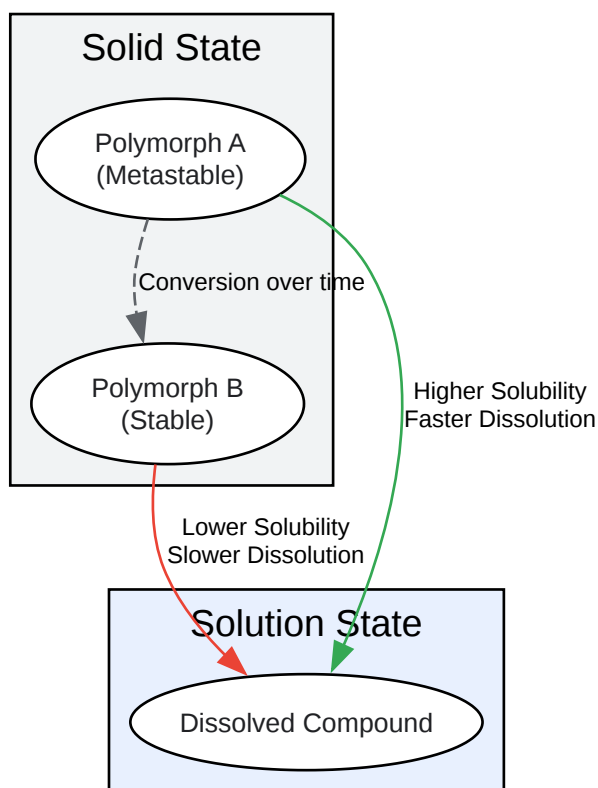 Solid State
Polymorph A
(Metastable)
Conversion over time
Polymorph B
(Stable)
Higher Solubility
Faster Dissolution
Lower Solubility
Slower Dissolution
Solution State
Dissolved Compound